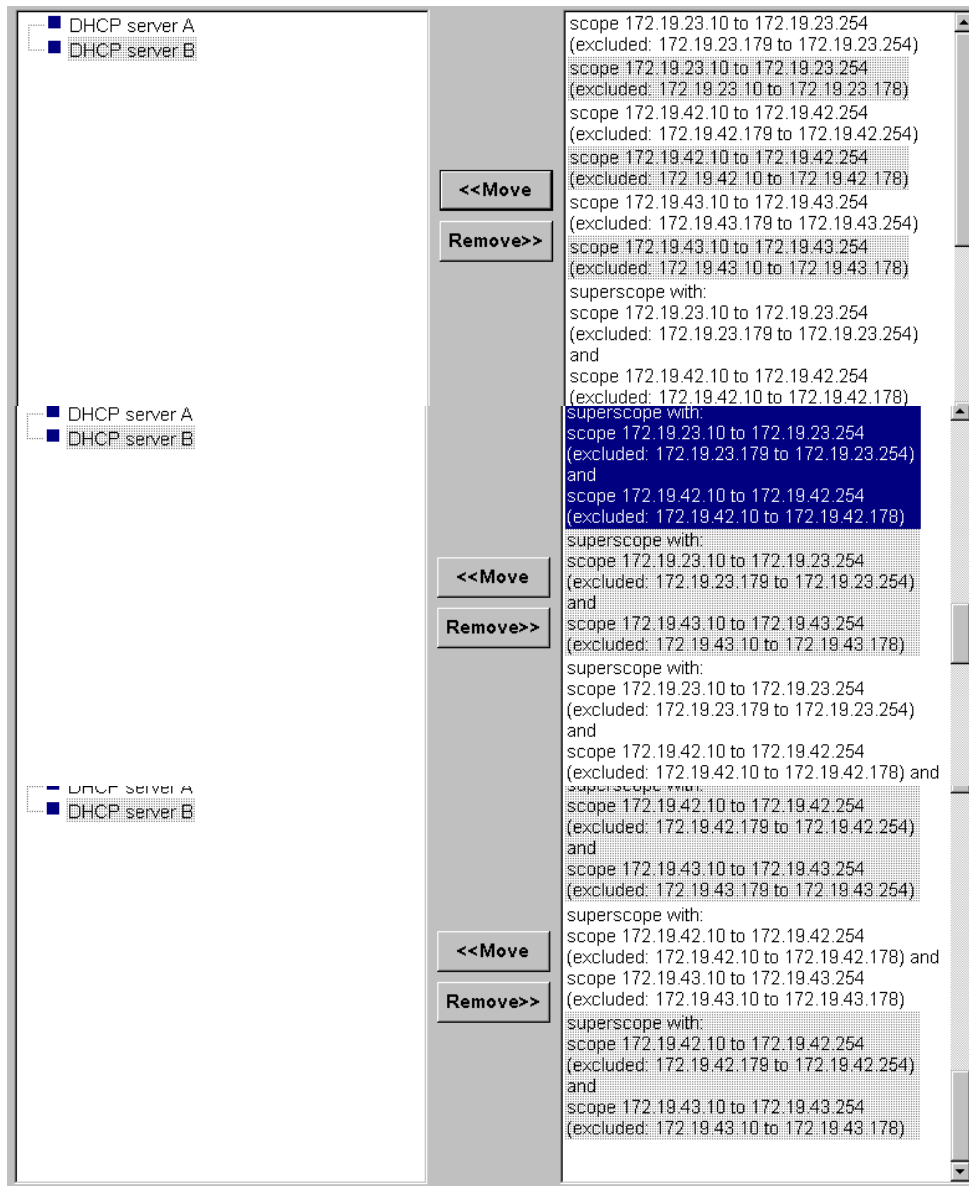 DHCP server A
DHCP server B
<<Move
Remove>>
scope 172.19.23.10 to 172.19.23.254
(excluded: 172.19.23.179 to 172.19.23.254)
scope 172.19.23.10 to 172.19.23.254
(excluded: 172.19.23.10 to 172.19.23.178)
scope 172.19.42.10 to 172.19.42.254
(excluded: 172.19.42.179 to 172.19.42.254)
scope 172.19.42.10 to 172.19.42.254
(excluded: 172.19.42.10 to 172.19.42.178)
scope 172.19.43.10 to 172.19.43.254
(excluded: 172.19.43.179 to 172.19.43.254)
scope 172.19.43.10 to 172.19.43.254
(excluded: 172.19.43.10 to 172.19.43.178)
superscope with:
scope 172.19.23.10 to 172.19.23.254
(excluded: 172.19.23.179 to 172.19.23.254)
and
scope 172.19.42.10 to 172.19.42.254
(excluded: 172.19.42.10 to 172.19.42.178)
DHCP server A
DHCP server B
<<Move
Remove>>
superscope with:
scope 172.19.23.10 to 172.19.23.254
(excluded: 172.19.23.179 to 172.19.23.254)
and
scope 172.19.42.10 to 172.19.42.254
(excluded: 172.19.42.10 to 172.19.42.178)
superscope with:
scope 172.19.23.10 to 172.19.23.254
(excluded: 172.19.23.179 to 172.19.23.254)
and
scope 172.19.43.10 to 172.19.43.254
(excluded: 172.19.43.10 to 172.19.43.178)
superscope with:
scope 172.19.23.10 to 172.19.23.254
(excluded: 172.19.23.179 to 172.19.23.254)
and
scope 172.19.42.10 to 172.19.42.254
(excluded: 172.19.42.10 to 172.19.42.178) and
DHCP server A
DHCP server B
<<Move
Remove>>
superscope with:
scope 172.19.42.10 to 172.19.42.254
(excluded: 172.19.42.179 to 172.19.42.254)
and
scope 172.19.43.10 to 172.19.43.254
(excluded: 172.19.43.179 to 172.19.43.254)
superscope with:
scope 172.19.42.10 to 172.19.42.254
(excluded: 172.19.42.10 to 172.19.42.178) and
scope 172.19.43.10 to 172.19.43.254
(excluded: 172.19.43.10 to 172.19.43.178)
superscope with:
scope 172.19.42.10 to 172.19.42.254
(excluded: 172.19.42.179 to 172.19.42.254)
and
scope 172.19.43.10 to 172.19.43.254
(excluded: 172.19.43.10 to 172.19.43.178)